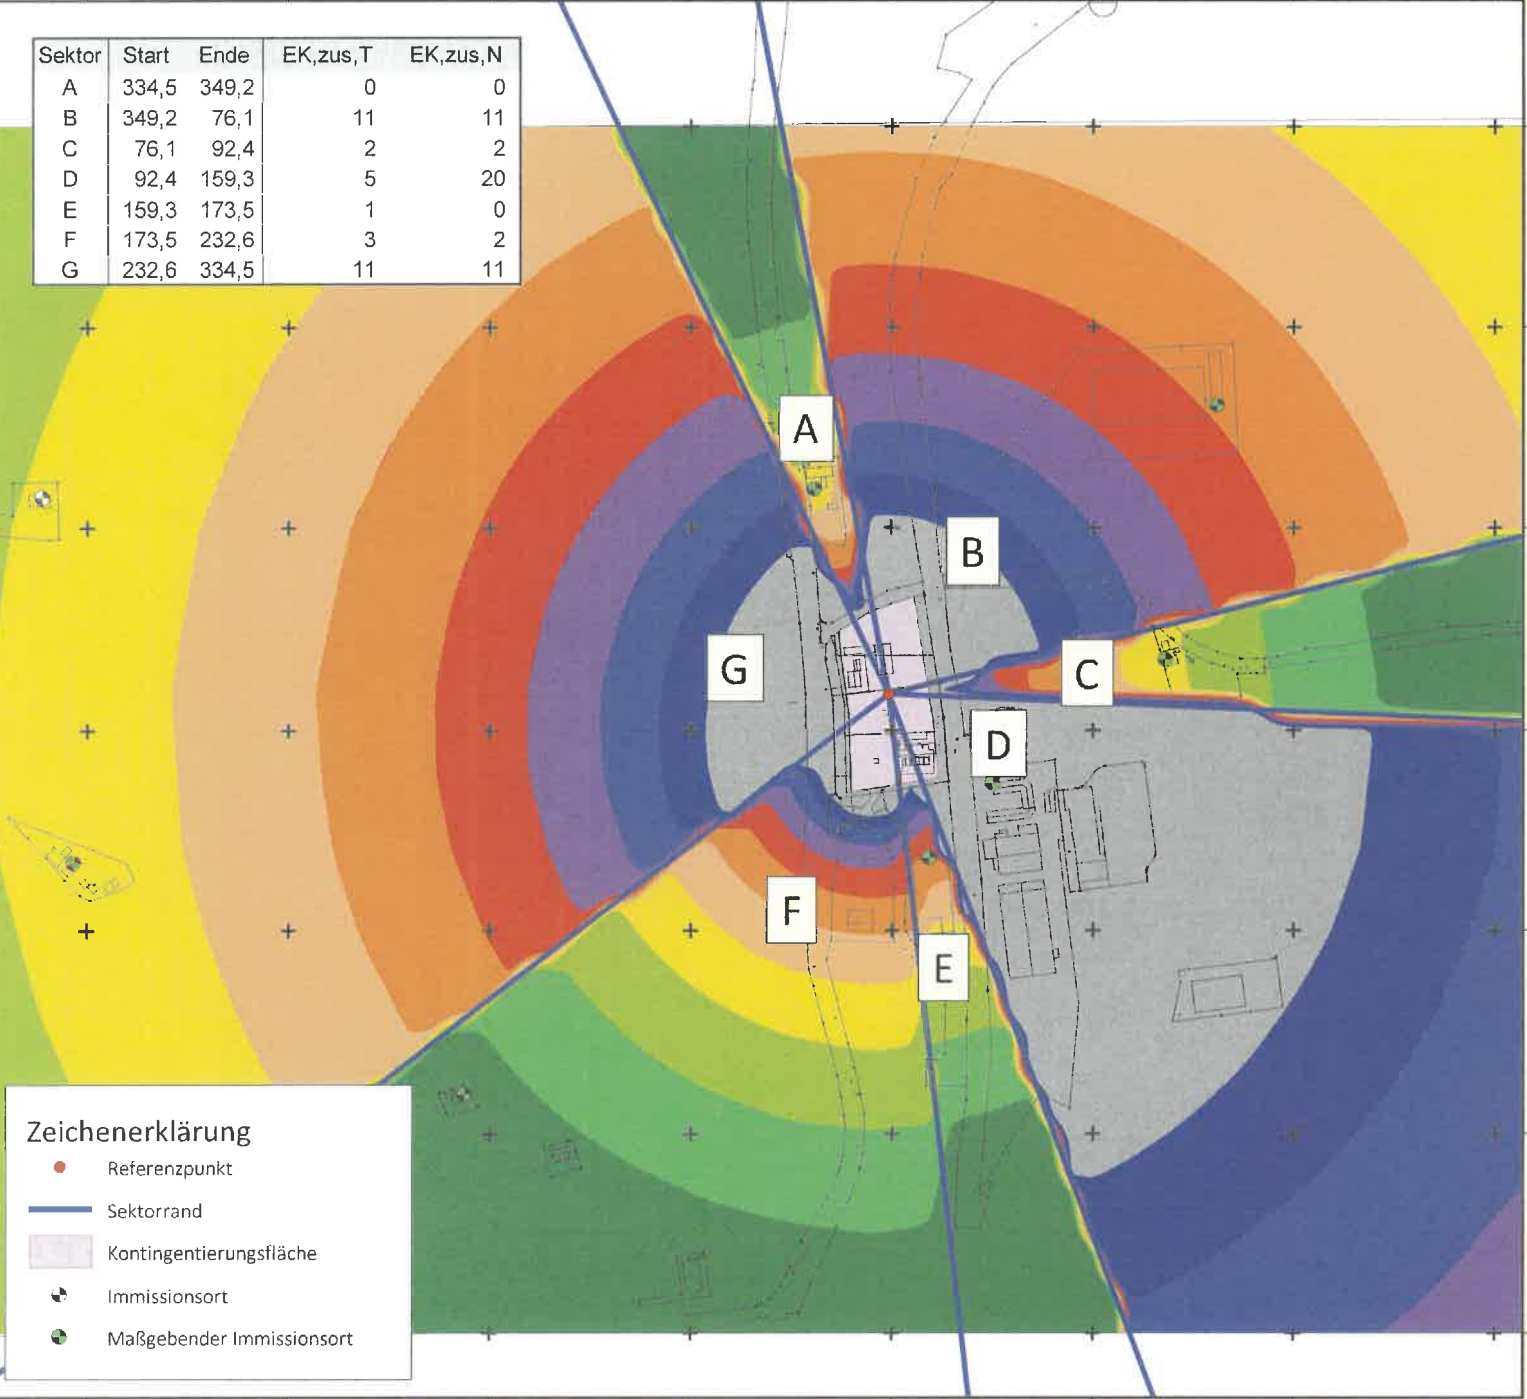 Sektor Start Ende EK,zus,T EK,zus,N
A 334,5 349,2 0 0
B 349,2 76,1 11 11
C 76,1 92,4 2 2
D 92,4 159,3 5 20
E 159,3 173,5 1 0
F 173,5 232,6 3 2
G 232,6 334,5 11 11
A
B
G
C
D
F
E
Zeichenerklärung
Referenzpunkt
Sektorrand
Kontingentierungsfläche
Immissionsort
Maßgebender Immissionsort